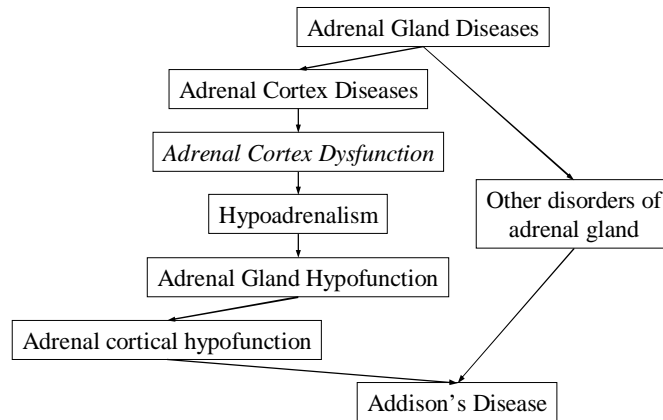 Adrenal Gland Diseases
Adrenal Cortex Diseases
Adrenal Cortex Dysfunction
Hypoadrenalism
Other disorders of
adrenal gland
Adrenal Gland Hypofunction
Adrenal cortical hypofunction
Addison’s Disease